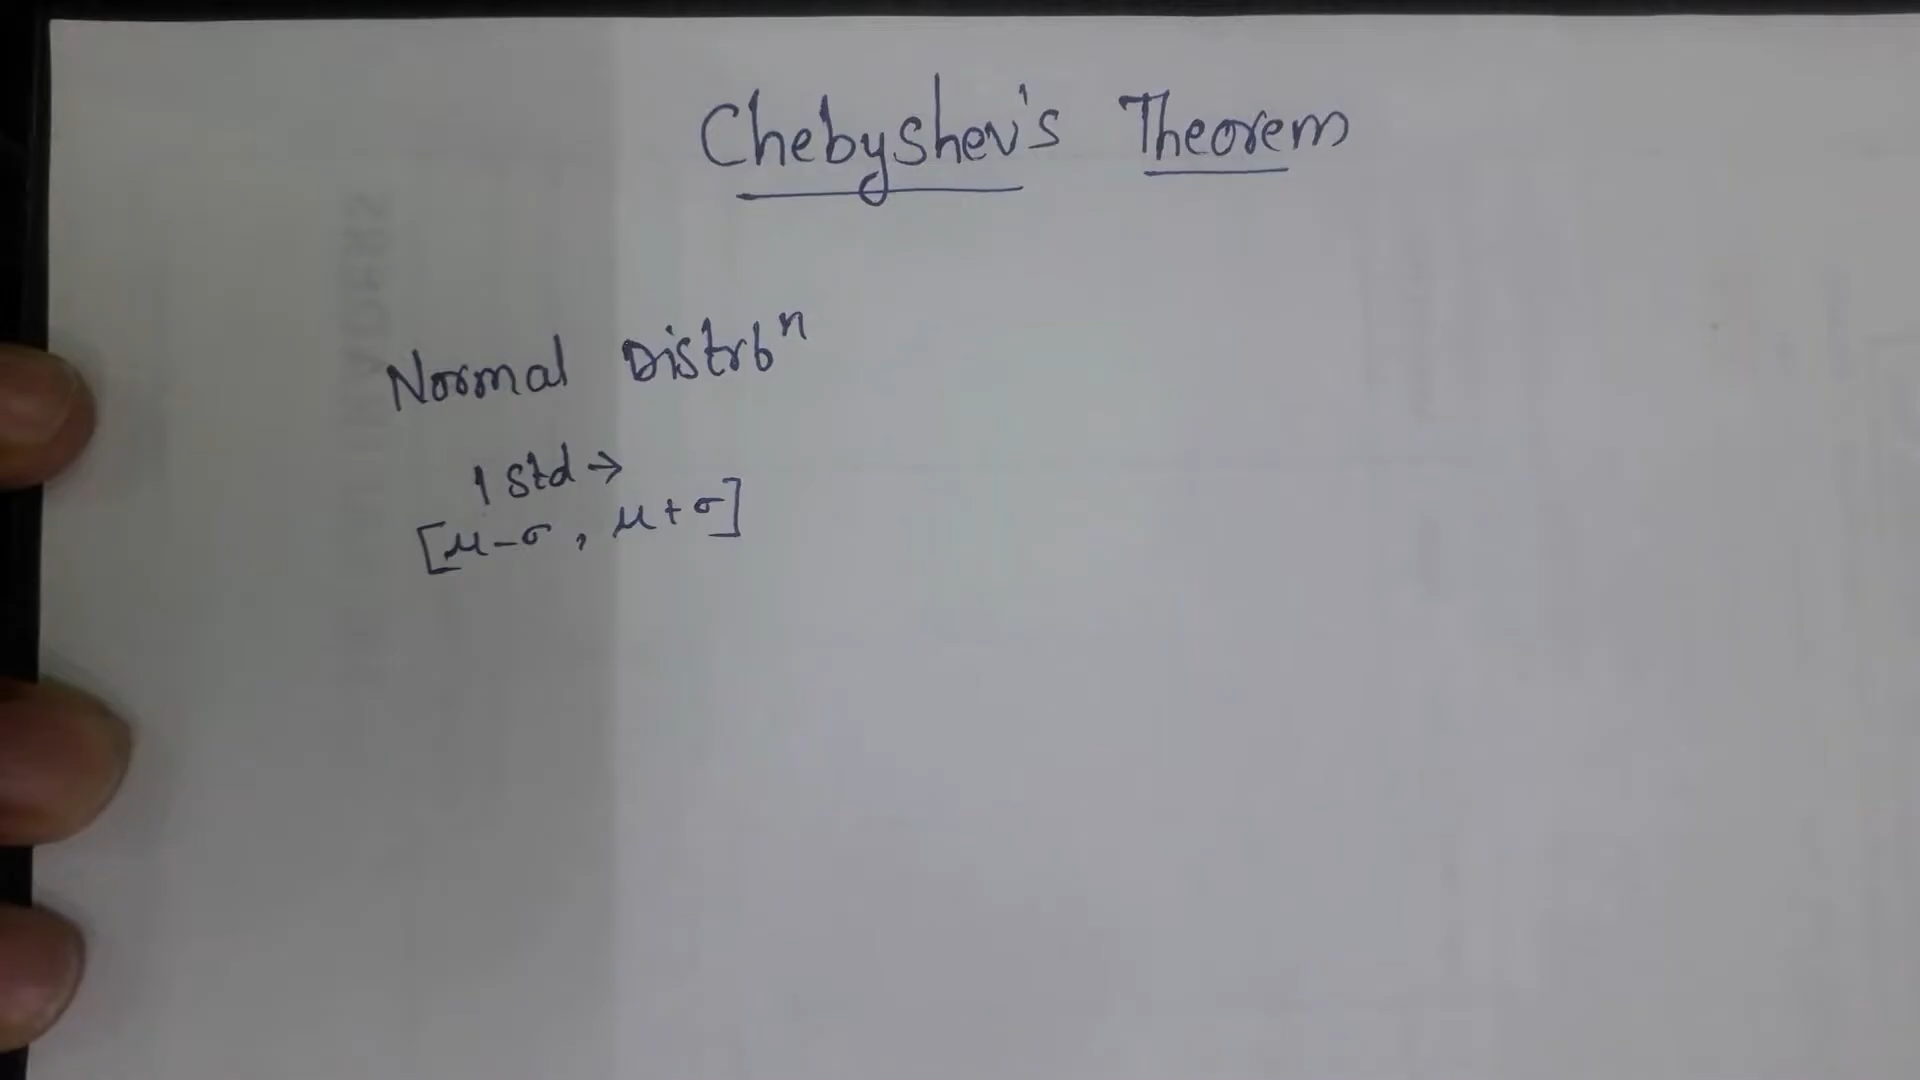 Chebyshev's Theorem
Normal Distrbⁿ
1 Std →
[μ-σ, μ+σ]